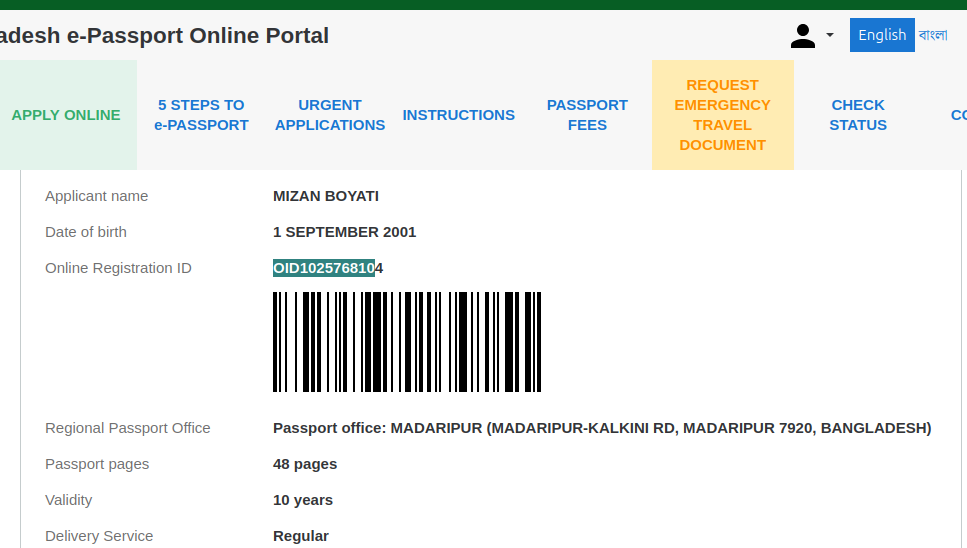 adesh e-Passport Online Portal
English বাংলা
APPLY ONLINE
5 STEPS TO
e-PASSPORT
URGENT
APPLICATIONS
INSTRUCTIONS
PASSPORT
FEES
REQUEST
EMERGENCY
TRAVEL
DOCUMENT
CHECK
STATUS
CO
Applicant name MIZAN BOYATI
Date of birth 1 SEPTEMBER 2001
Online Registration ID OID1025768104
Regional Passport Office Passport office: MADARIPUR (MADARIPUR-KALKINI RD, MADARIPUR 7920, BANGLADESH)
Passport pages 48 pages
Validity 10 years
Delivery Service Regular